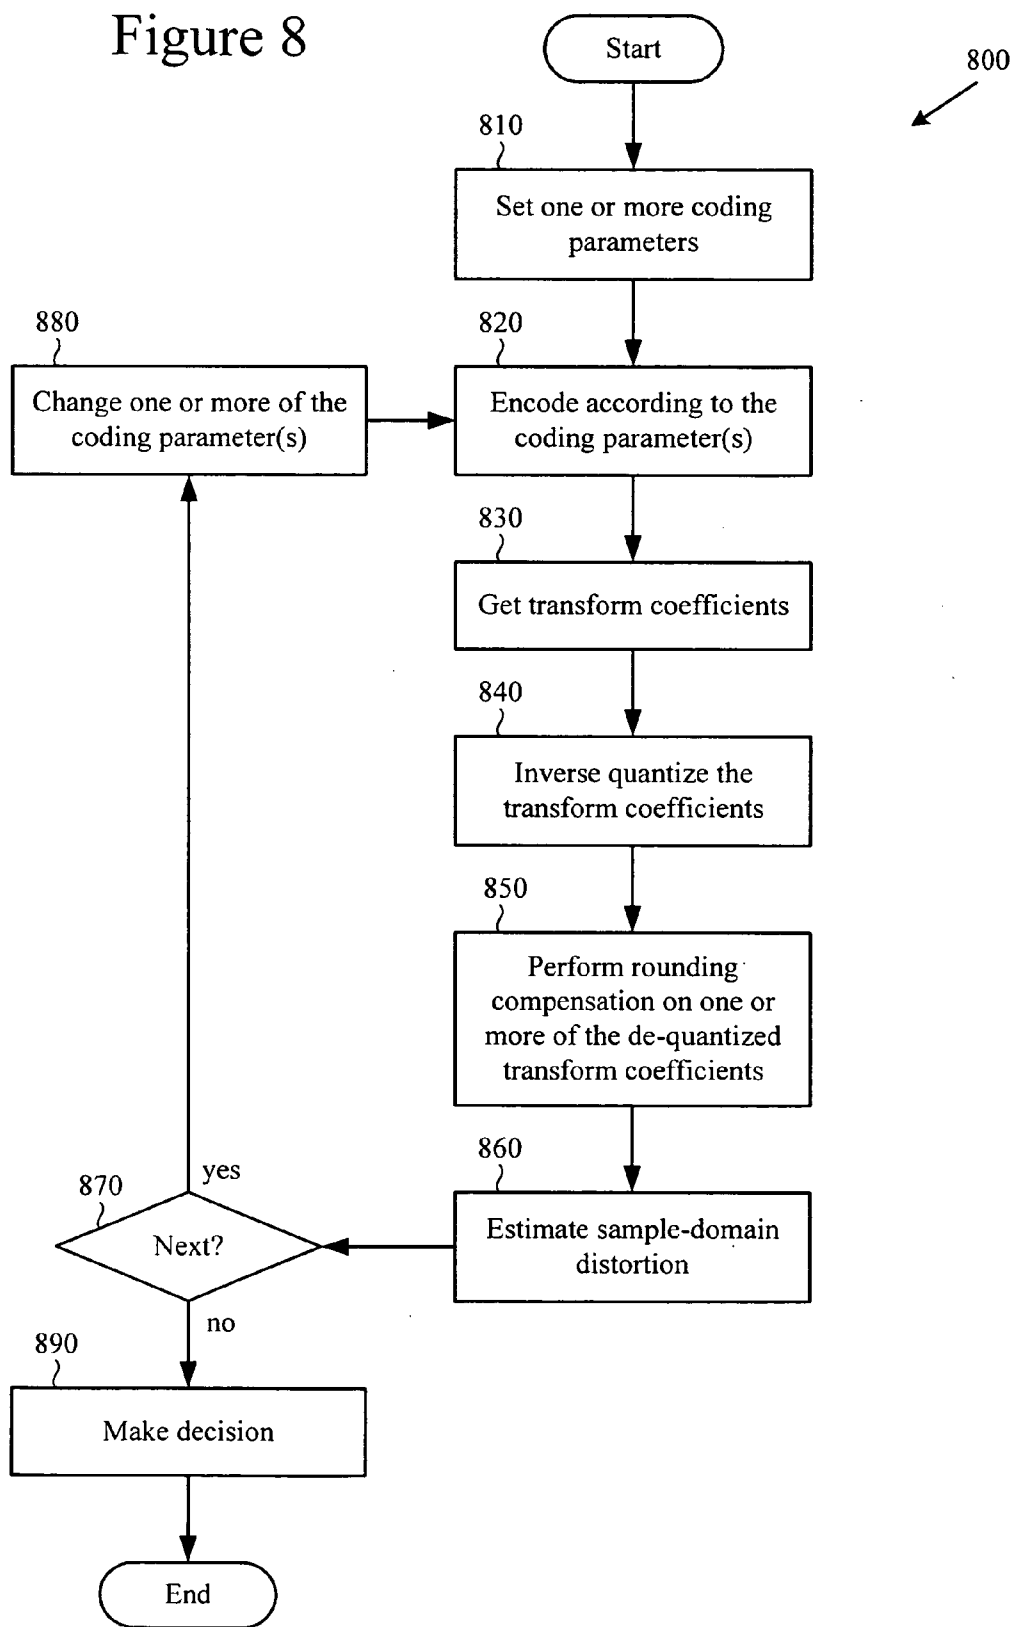 Figure 8
Start
800
810
Set one or more coding
parameters
880
Change one or more of the
coding parameter(s)
820
Encode according to the
coding parameter(s)
830
Get transform coefficients
840
Inverse quantize the
transform coefficients
850
Perform rounding
compensation on one or
more of the de-quantized
transform coefficients
860
Estimate sample-domain
distortion
870
yes
Next?
no
890
Make decision
End